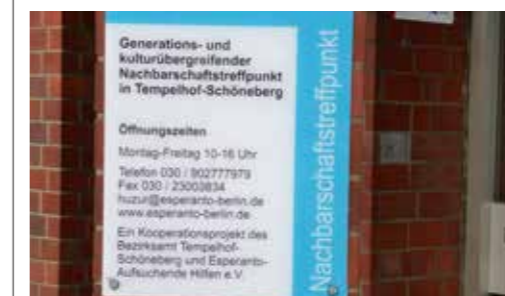 Generations- und
kulturübergreifender
Nachbarschaftstreffpunkt
in Tempelhof-Schöneberg
Öffnungszeiten
Montag-Freitag 10-16 Uhr
Telefon 030 / 902777979
Fax 030 / 23003834
huzur@esperanto-berlin.de
www.esperanto-berlin.de
Ein Kooperationsprojekt des
Bezirksamt Tempelhof-
Schöneberg und Esperanto-
Aufsuchende Hilfen e.V.
Nachbarschaftstreffpunkt